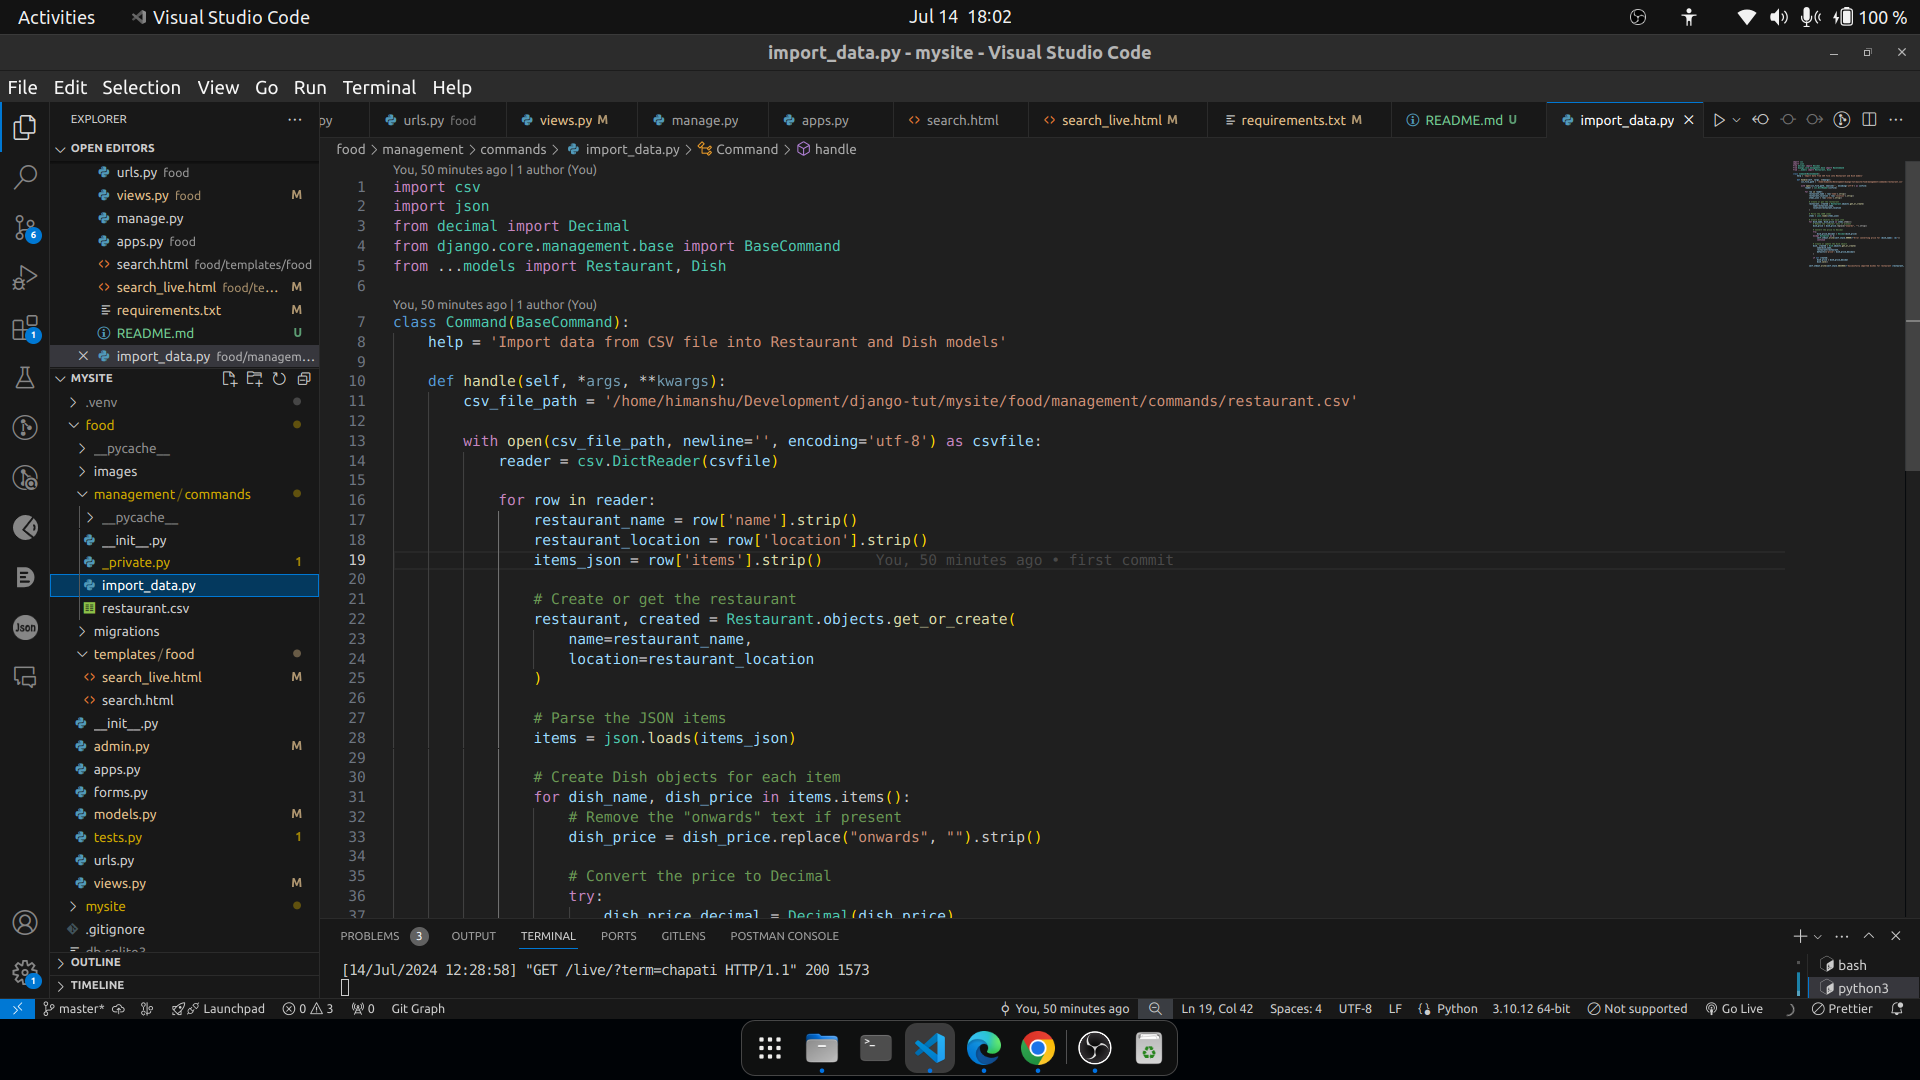 Activities
Visual Studio Code
Jul 14 18:02
100 %
import_data.py - mysite - Visual Studio Code
File Edit Selection View Go Run Terminal Help
EXPLORER
py
urls.py food
views.py M
manage.py
apps.py
search.html
search_live.html M
requirements.txt M
README.md U
import_data.py
food > management > commands > import_data.py > Command > handle
OPEN EDITORS
urls.py food
views.py food M
manage.py
apps.py food
search.html food/templates/food
search_live.html food/te... M
requirements.txt M
README.md U
import_data.py food/managem...
MYSITE
.venv
food
__pycache__
images
management/commands
__pycache__
__init__.py
_private.py 1
import_data.py
restaurant.csv
migrations
templates/food
search_live.html M
search.html
__init__.py
admin.py M
apps.py
forms.py
models.py M
tests.py 1
urls.py
views.py M
mysite
.gitignore
db.sqlite3
OUTLINE
TIMELINE
6
1
Json
1
You, 50 minutes ago | 1 author (You)
1 import csv
2 import json
3 from decimal import Decimal
4 from django.core.management.base import BaseCommand
5 from ...models import Restaurant, Dish
6
You, 50 minutes ago | 1 author (You)
7 class Command(BaseCommand):
8 help = 'Import data from CSV file into Restaurant and Dish models'
9
10 def handle(self, *args, **kwargs):
11 csv_file_path = '/home/himanshu/Development/django-tut/mysite/food/management/commands/restaurant.csv'
12
13 with open(csv_file_path, newline='', encoding='utf-8') as csvfile:
14 reader = csv.DictReader(csvfile)
15
16 for row in reader:
17 restaurant_name = row['name'].strip()
18 restaurant_location = row['location'].strip()
19 items_json = row['items'].strip() You, 50 minutes ago • first commit
20
21 # Create or get the restaurant
22 restaurant, created = Restaurant.objects.get_or_create(
23 name=restaurant_name,
24 location=restaurant_location
25 )
26
27 # Parse the JSON items
28 items = json.loads(items_json)
29
30 # Create Dish objects for each item
31 for dish_name, dish_price in items.items():
32 # Remove the "onwards" text if present
33 dish_price = dish_price.replace("onwards", "").strip()
34
35 # Convert the price to Decimal
36 try:
37 dish_price_decimal = Decimal(dish_price)
PROBLEMS 3 OUTPUT TERMINAL PORTS GITLENS POSTMAN CONSOLE
[14/Jul/2024 12:28:58] "GET /live/?term=chapati HTTP/1.1" 200 1573
bash
python3
master* Launchpad 0 3 0 Git Graph
You, 50 minutes ago Ln 19, Col 42 Spaces: 4 UTF-8 LF Python 3.10.12 64-bit Not supported Go Live Prettier